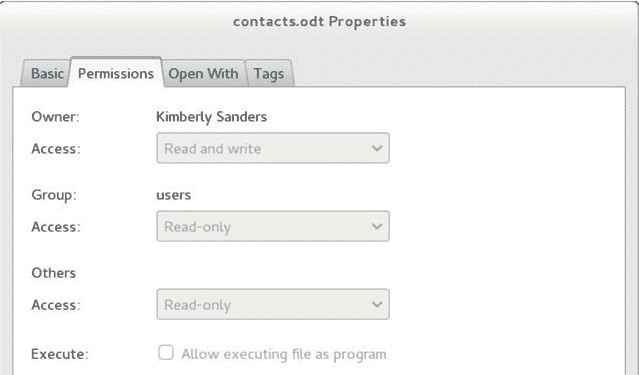 contacts.odt Properties
Basic Permissions Open With Tags
Owner: Kimberly Sanders
Access: Read and write
Group: users
Access: Read-only
Others
Access: Read-only
Execute: Allow executing file as program